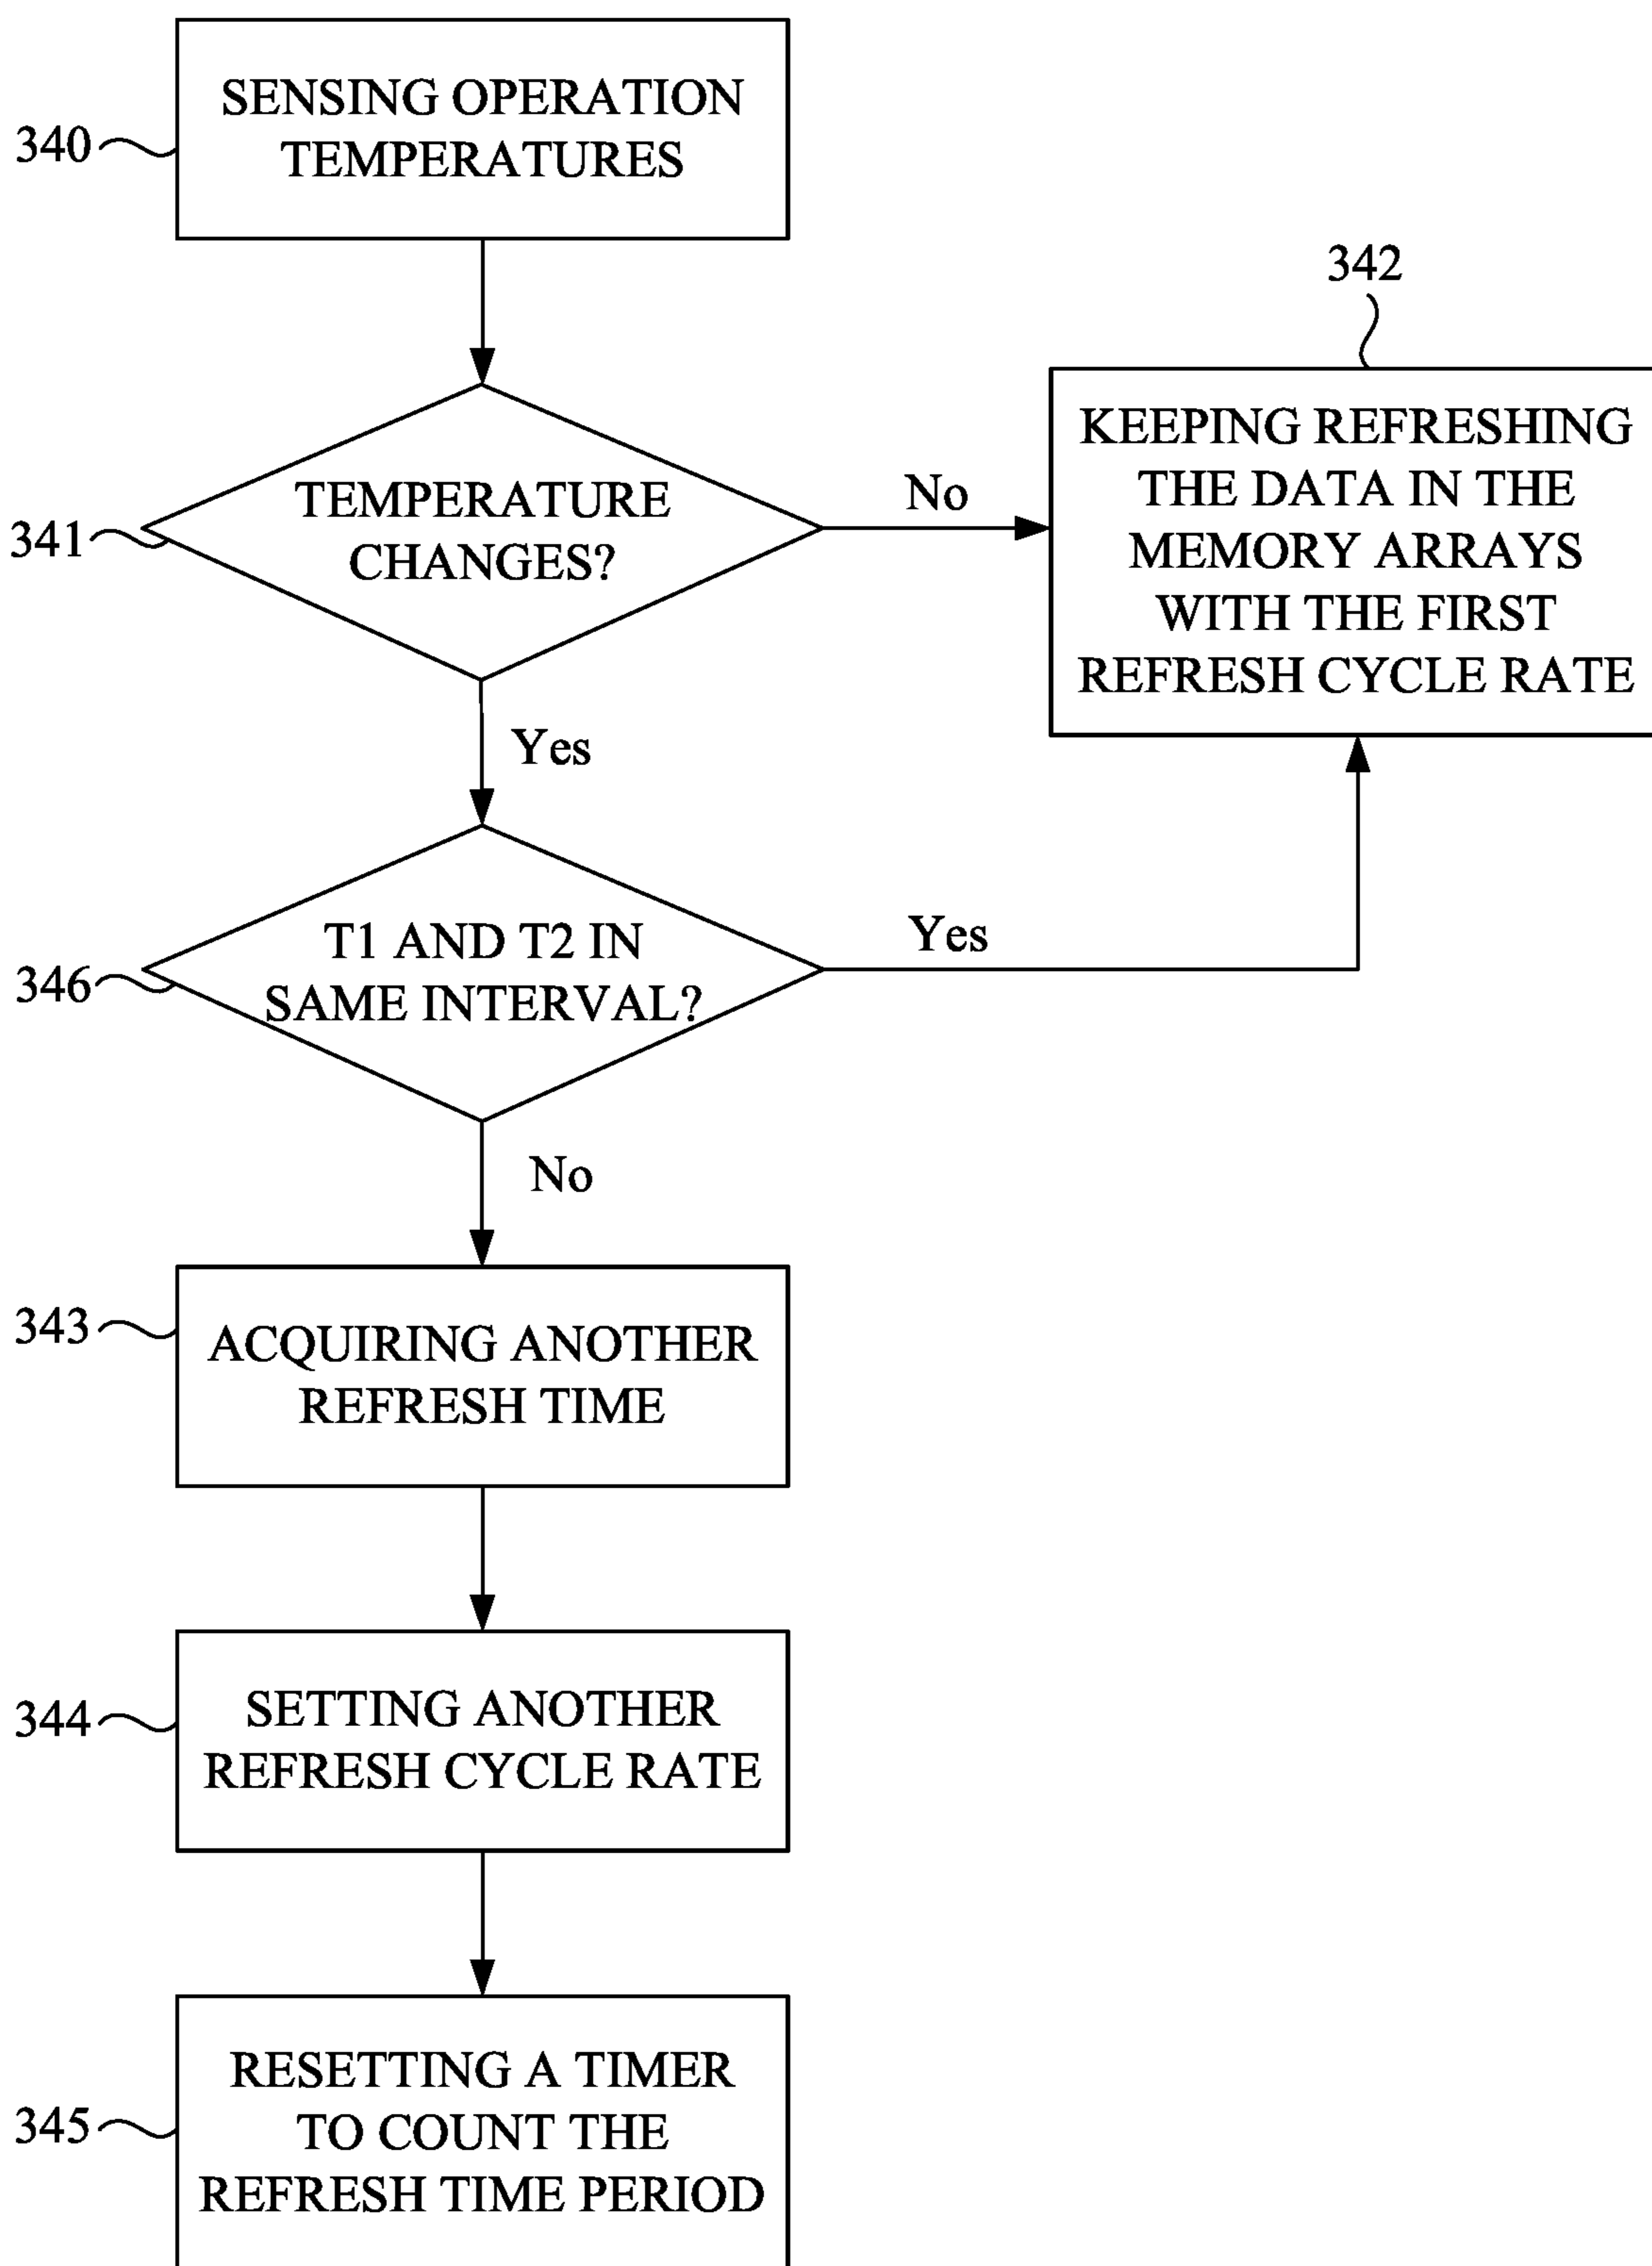 SENSING OPERATION
TEMPERATURES
340
342
KEEPING REFRESHING
THE DATA IN THE
MEMORY ARRAYS
WITH THE FIRST
REFRESH CYCLE RATE
TEMPERATURE
CHANGES?
341
No
Yes
T1 AND T2 IN
SAME INTERVAL?
346
Yes
No
343
ACQUIRING ANOTHER
REFRESH TIME
344
SETTING ANOTHER
REFRESH CYCLE RATE
345
RESETTING A TIMER
TO COUNT THE
REFRESH TIME PERIOD